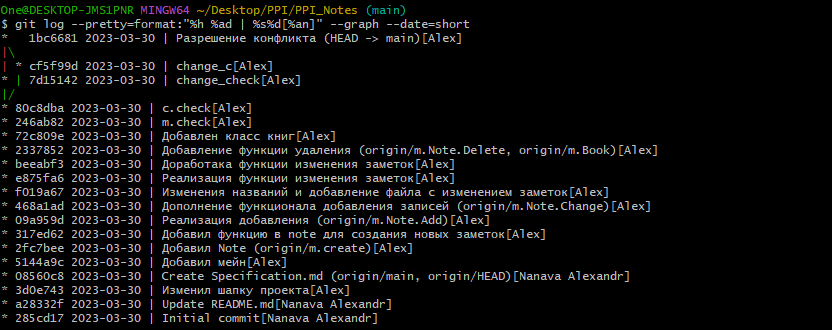 One@DESKTOP-JMS1PNR MINGW64 ~/Desktop/PPI/PPI_Notes (main)
$ git log --pretty=format:"%h %ad | %s%d[%an]" --graph --date=short
*   1bc6681 2023-03-30 | Разрешение конфликта (HEAD -> main)[Alex]
|\
| * cf5f99d 2023-03-30 | change_c[Alex]
* | 7d15142 2023-03-30 | change_check[Alex]
|/
* 80c8dba 2023-03-30 | c.check[Alex]
* 246ab82 2023-03-30 | m.check[Alex]
* 72c809e 2023-03-30 | Добавлен класс книг[Alex]
* 2337852 2023-03-30 | Добавление функции удаления (origin/m.Note.Delete, origin/m.Book)[Alex]
* beeabf3 2023-03-30 | Доработака функции изменения заметок[Alex]
* e875fa6 2023-03-30 | Реализация функции изменения заметок[Alex]
* f019a67 2023-03-30 | Изменения названий и добавление файла с изменением заметок[Alex]
* 468a1ad 2023-03-30 | Дополнение функционала добавления записей (origin/m.Note.Change)[Alex]
* 09a959d 2023-03-30 | Реализация добавления (origin/m.Note.Add)[Alex]
* 317ed62 2023-03-30 | Добавил функцию в note для создания новых заметок[Alex]
* 2fc7bee 2023-03-30 | Добавил Note (origin/m.create)[Alex]
* 5144a9c 2023-03-30 | Добавил мейн[Alex]
* 08560c8 2023-03-30 | Create Specification.md (origin/main, origin/HEAD)[Nanava Alexandr]
* 3d0e743 2023-03-30 | Изменил шапку проекта[Alex]
* a28332f 2023-03-30 | Update README.md[Nanava Alexandr]
* 285cd17 2023-03-30 | Initial commit[Nanava Alexandr]